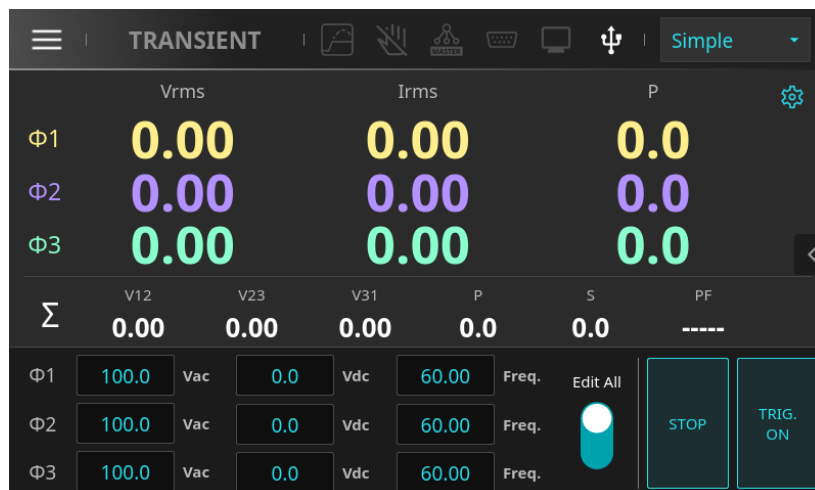 TRANSIENT MASTER Simple
Vrms Irms P
Φ1 0.00 0.00 0.0
Φ2 0.00 0.00 0.0
Φ3 0.00 0.00 0.0
V12 V23 V31 P S PF
Σ 0.00 0.00 0.00 0.0 0.0 -----
Φ1 100.0 Vac 0.0 Vdc 60.00 Freq. Edit All
Φ2 100.0 Vac 0.0 Vdc 60.00 Freq. STOP TRIG. ON
Φ3 100.0 Vac 0.0 Vdc 60.00 Freq.